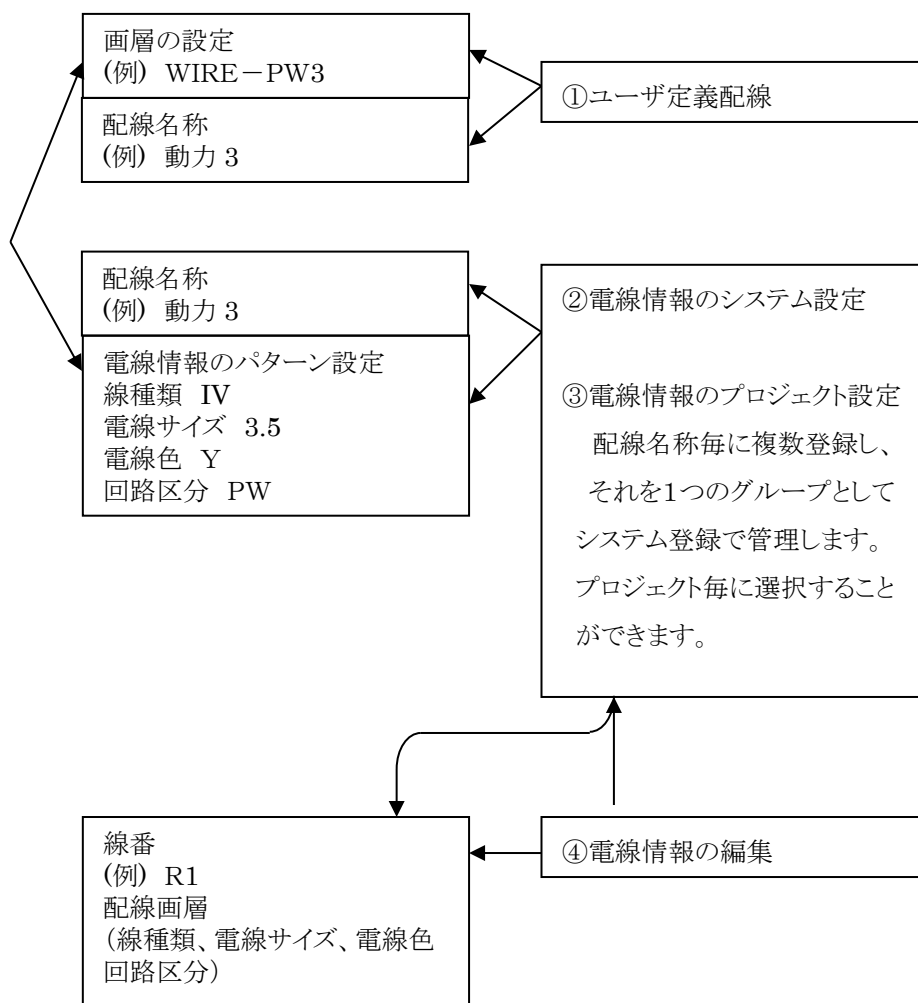 画層の設定
(例) WIRE－PW3
配線名称
(例) 動力 3
①ユーザ定義配線
配線名称
(例) 動力 3
電線情報のパターン設定
線種類 IV
電線サイズ 3.5
電線色 Y
回路区分 PW
②電線情報のシステム設定
③電線情報のプロジェクト設定
配線名称毎に複数登録し、
それを1つのグループとして
システム登録で管理します。
プロジェクト毎に選択すること
ができます。
線番
(例) R1
配線画層
（線種類、電線サイズ、電線色
回路区分）
④電線情報の編集